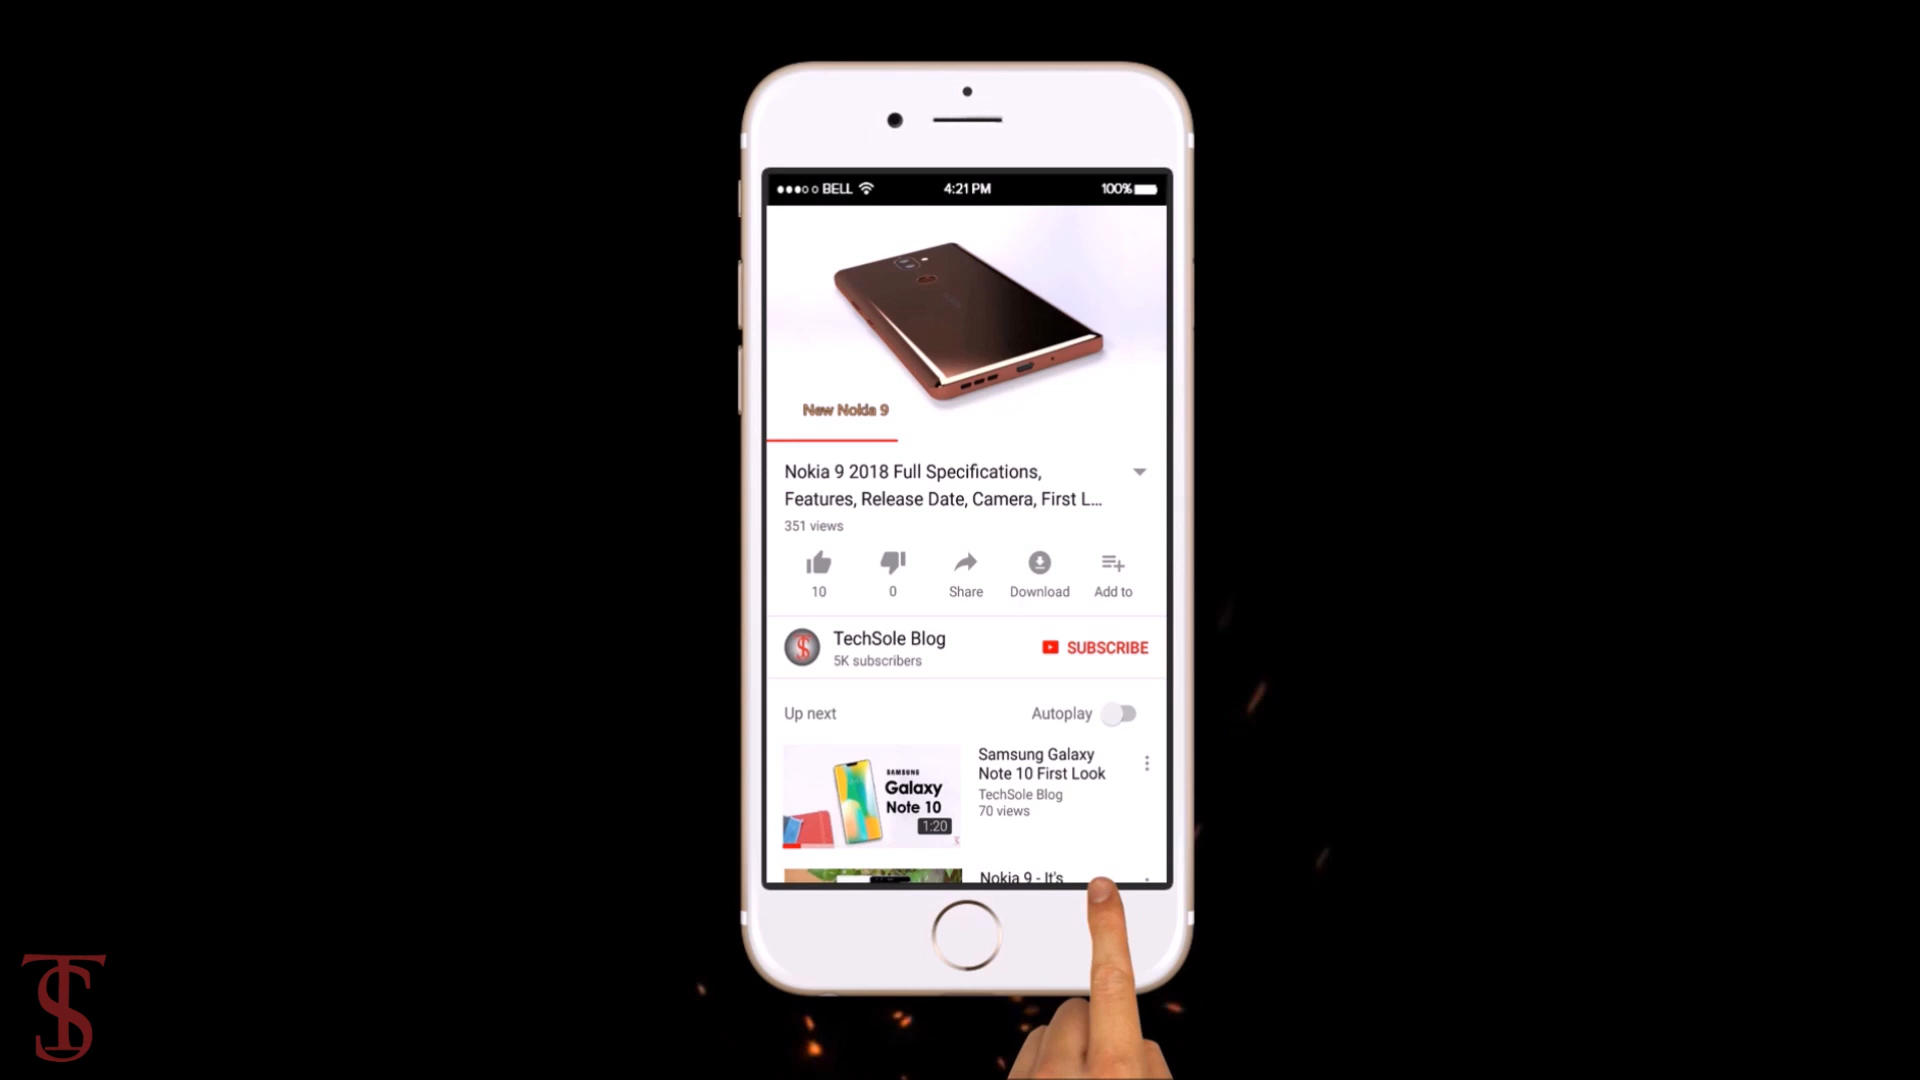 BELL 4:21 PM 100%
New Nokia 9
Nokia 9 2018 Full Specifications,
Features, Release Date, Camera, First L...
351 views
10 0 Share Download Add to
TechSole Blog
5K subscribers
SUBSCRIBE
Up next Autoplay
SAMSUNG
Galaxy
Note 10
1:20
Samsung Galaxy
Note 10 First Look
TechSole Blog
70 views
Nokia 9 - It's
TS